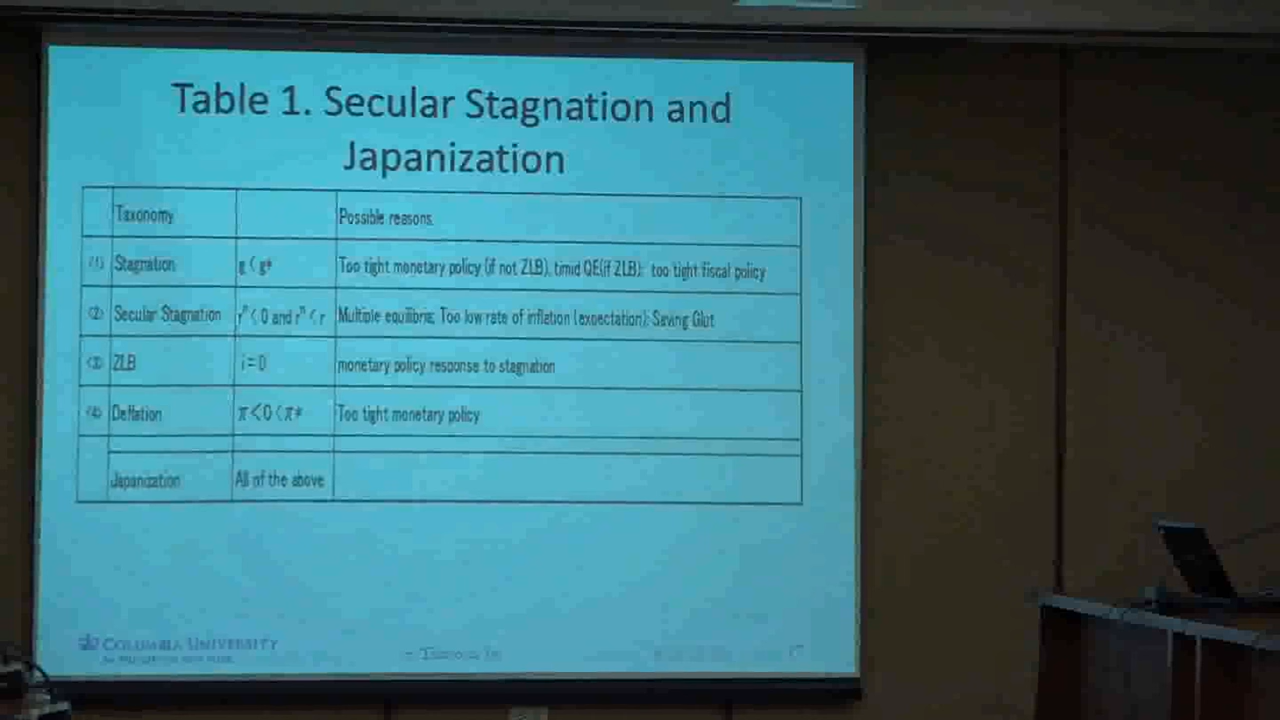 Table 1. Secular Stagnation and
Japanization
Taxonomy Possible reasons
(1) Stagnation g < g* Too tight monetary policy (if not ZLB), timid QE(if ZLB); too tight fiscal policy
(2) Secular Stagnation rⁿ < 0 and rⁿ < r Multiple equilibria; Too low rate of inflation (expectation); Saving Glut
(3) ZLB i=0 monetary policy response to stagnation
(4) Deflation π<0<π* Too tight monetary policy
Japanization All of the above
COLUMBIA UNIVERSITY
17